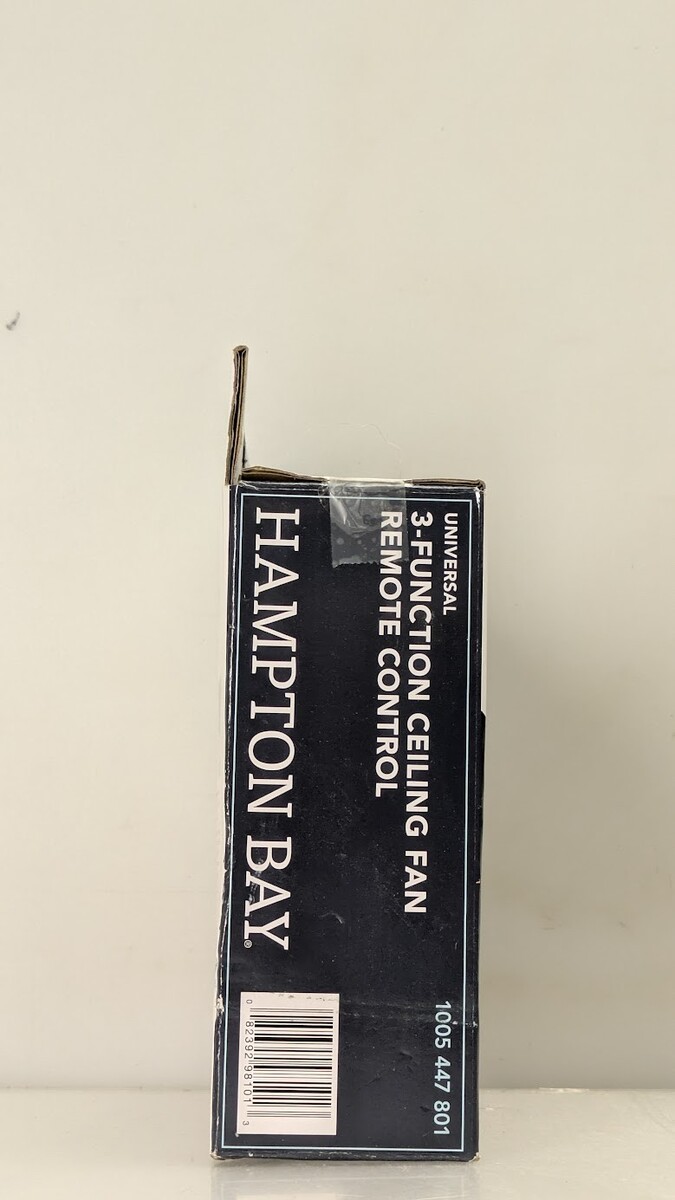 UNIVERSAL
3-FUNCTION CEILING FAN
REMOTE CONTROL
HAMPTON BAY®
1005 447 801
0 82392 98101 3